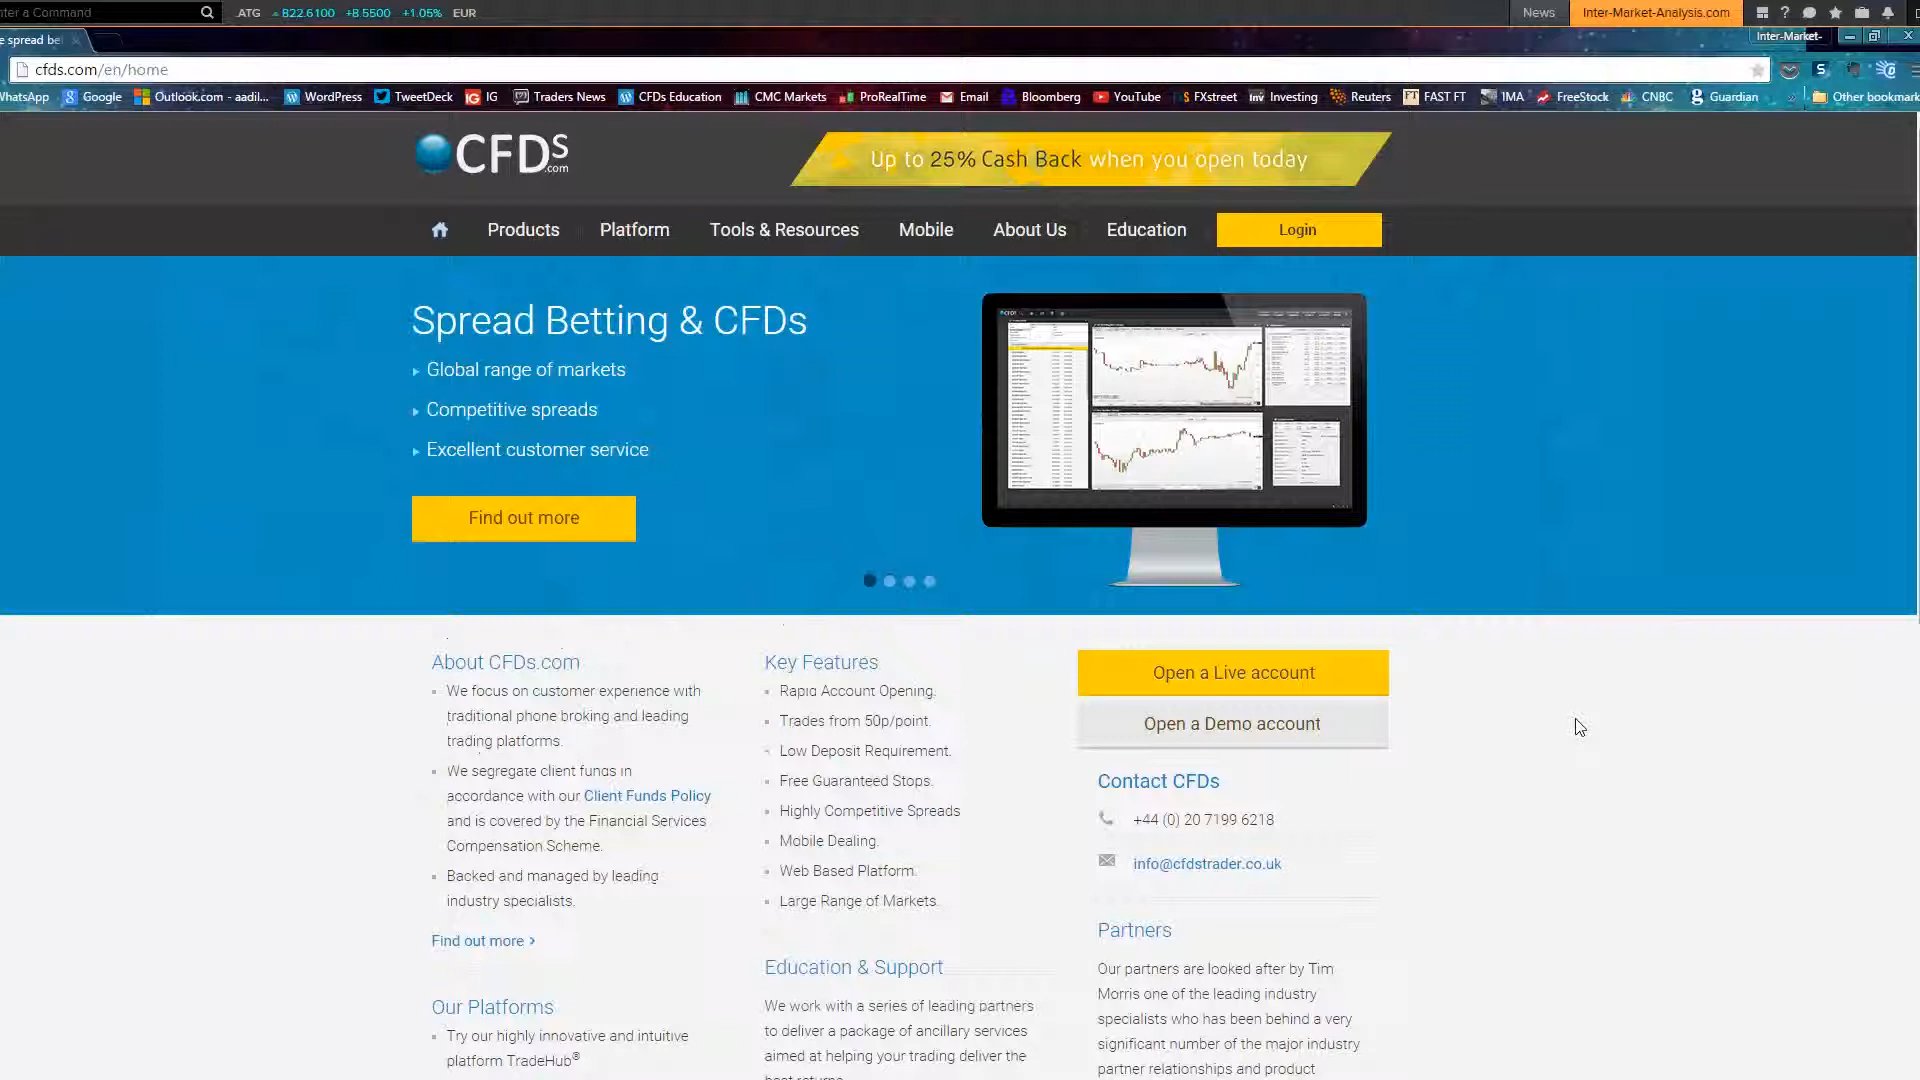 nter a Command
.ATG 822.6100 +8.5500 +1.05% EUR
News
Inter-Market-Analysis.com
e spread be
Inter-Market-
cfds.com/en/home
WhatsApp
Google
Outlook.com - aadil...
WordPress
TweetDeck
IG
Traders News
CFDs Education
CMC Markets
ProRealTime
Email
Bloomberg
YouTube
FXstreet
Investing
Reuters
FAST FT
IMA
FreeStock
CNBC
Guardian
Other bookmark
CFDs
.com
Up to 25% Cash Back when you open today
Products
Platform
Tools & Resources
Mobile
About Us
Education
Login
Spread Betting & CFDs
Global range of markets
Competitive spreads
Excellent customer service
Find out more
About CFDs.com
We focus on customer experience with
traditional phone broking and leading
trading platforms.
We segregate client funds in
accordance with our Client Funds Policy
and is covered by the Financial Services
Compensation Scheme.
Backed and managed by leading
industry specialists.
Find out more >
Our Platforms
Try our highly innovative and intuitive
platform TradeHub®
Key Features
Rapid Account Opening.
Trades from 50p/point.
Low Deposit Requirement.
Free Guaranteed Stops.
Highly Competitive Spreads
Mobile Dealing.
Web Based Platform.
Large Range of Markets.
Education & Support
We work with a series of leading partners
to deliver a package of ancillary services
aimed at helping your trading deliver the
best returns.
Open a Live account
Open a Demo account
Contact CFDs
+44 (0) 20 7199 6218
info@cfdstrader.co.uk
Partners
Our partners are looked after by Tim
Morris one of the leading industry
specialists who has been behind a very
significant number of the major industry
partner relationships and product